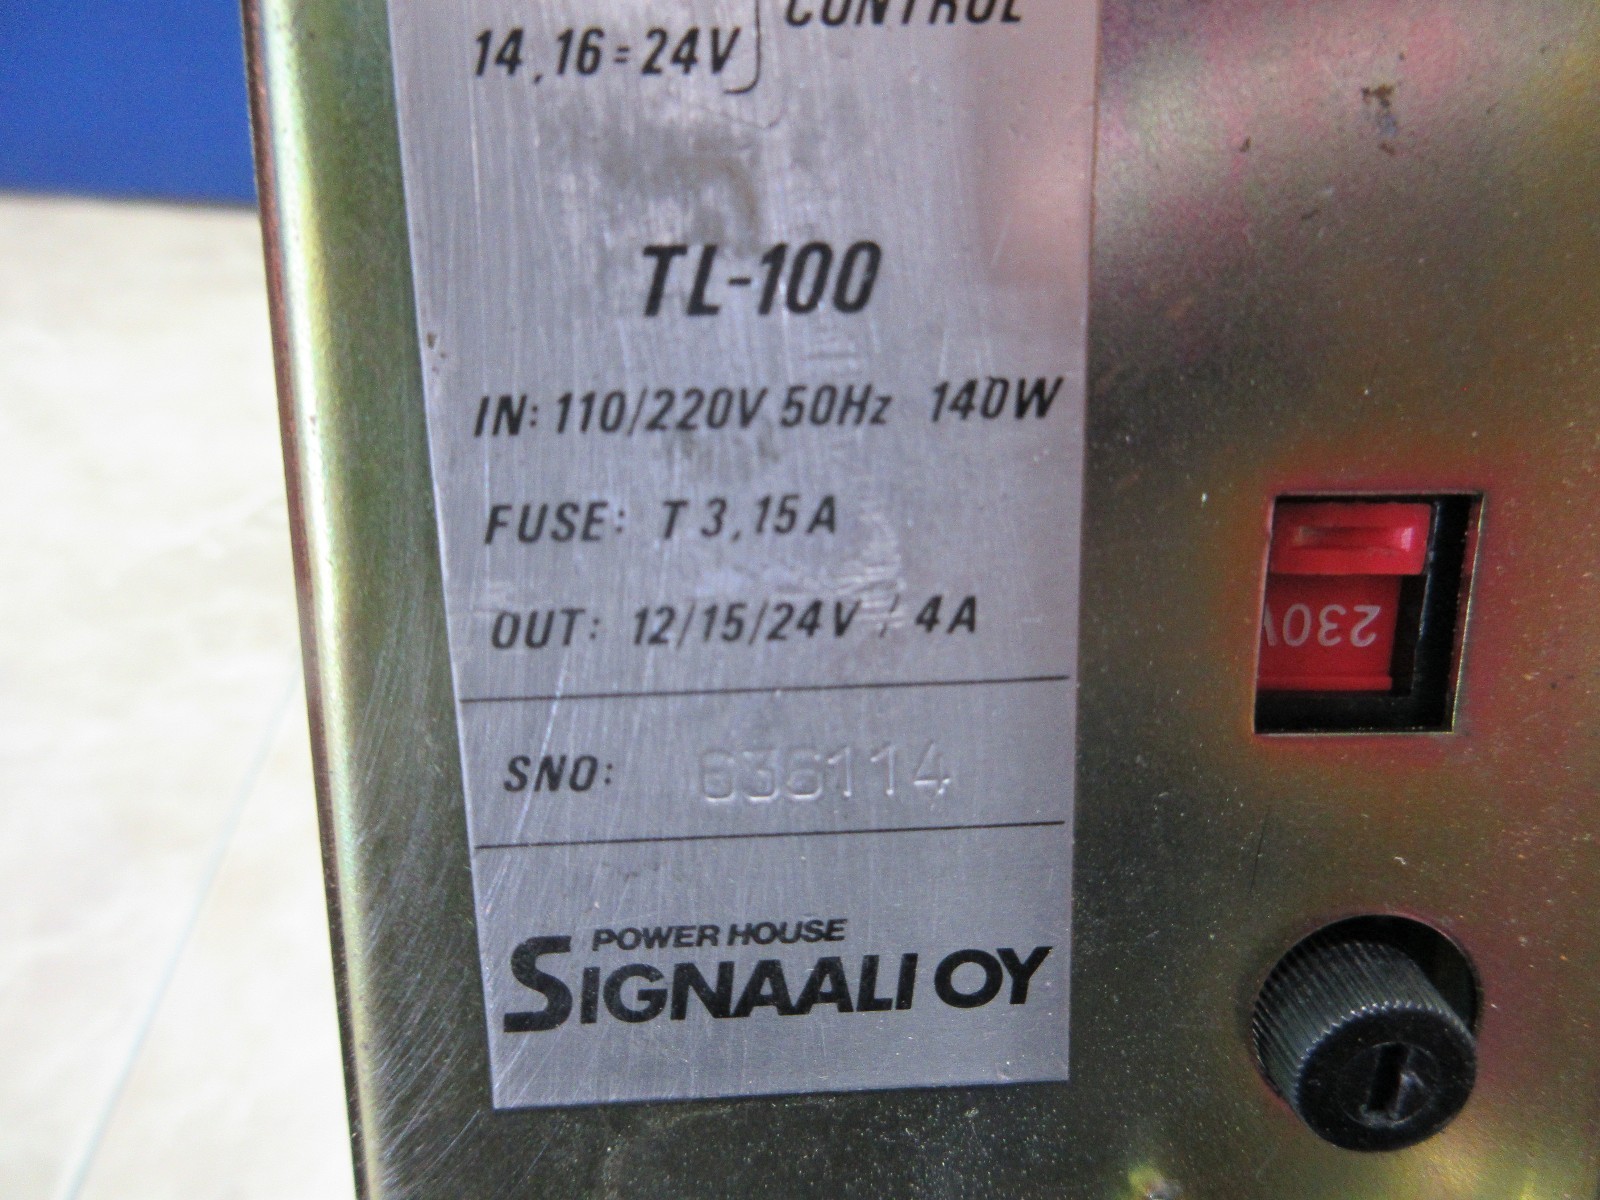 CONTROL
14, 16 = 24V
TL-100
IN: 110/220V 50Hz 140W
FUSE: T 3,15A
OUT: 12/15/24V / 4A
230V
SNO: 636114
POWER HOUSE
SIGNAALI OY